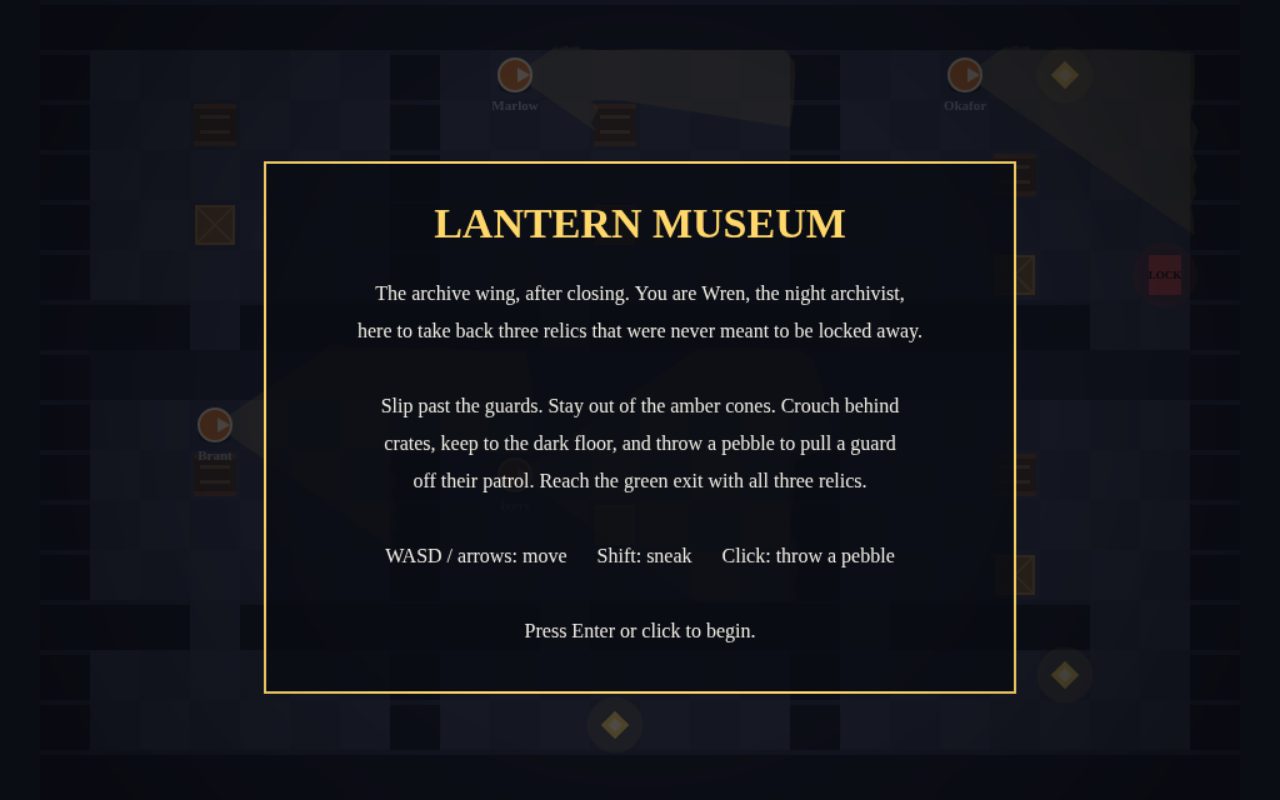 Marlow
Okafor
LANTERN MUSEUM
The archive wing, after closing. You are Wren, the night archivist,
here to take back three relics that were never meant to be locked away.
LOCK
Slip past the guards. Stay out of the amber cones. Crouch behind
crates, keep to the dark floor, and throw a pebble to pull a guard
off their patrol. Reach the green exit with all three relics.
Brant
WASD / arrows: move Shift: sneak Click: throw a pebble
Press Enter or click to begin.